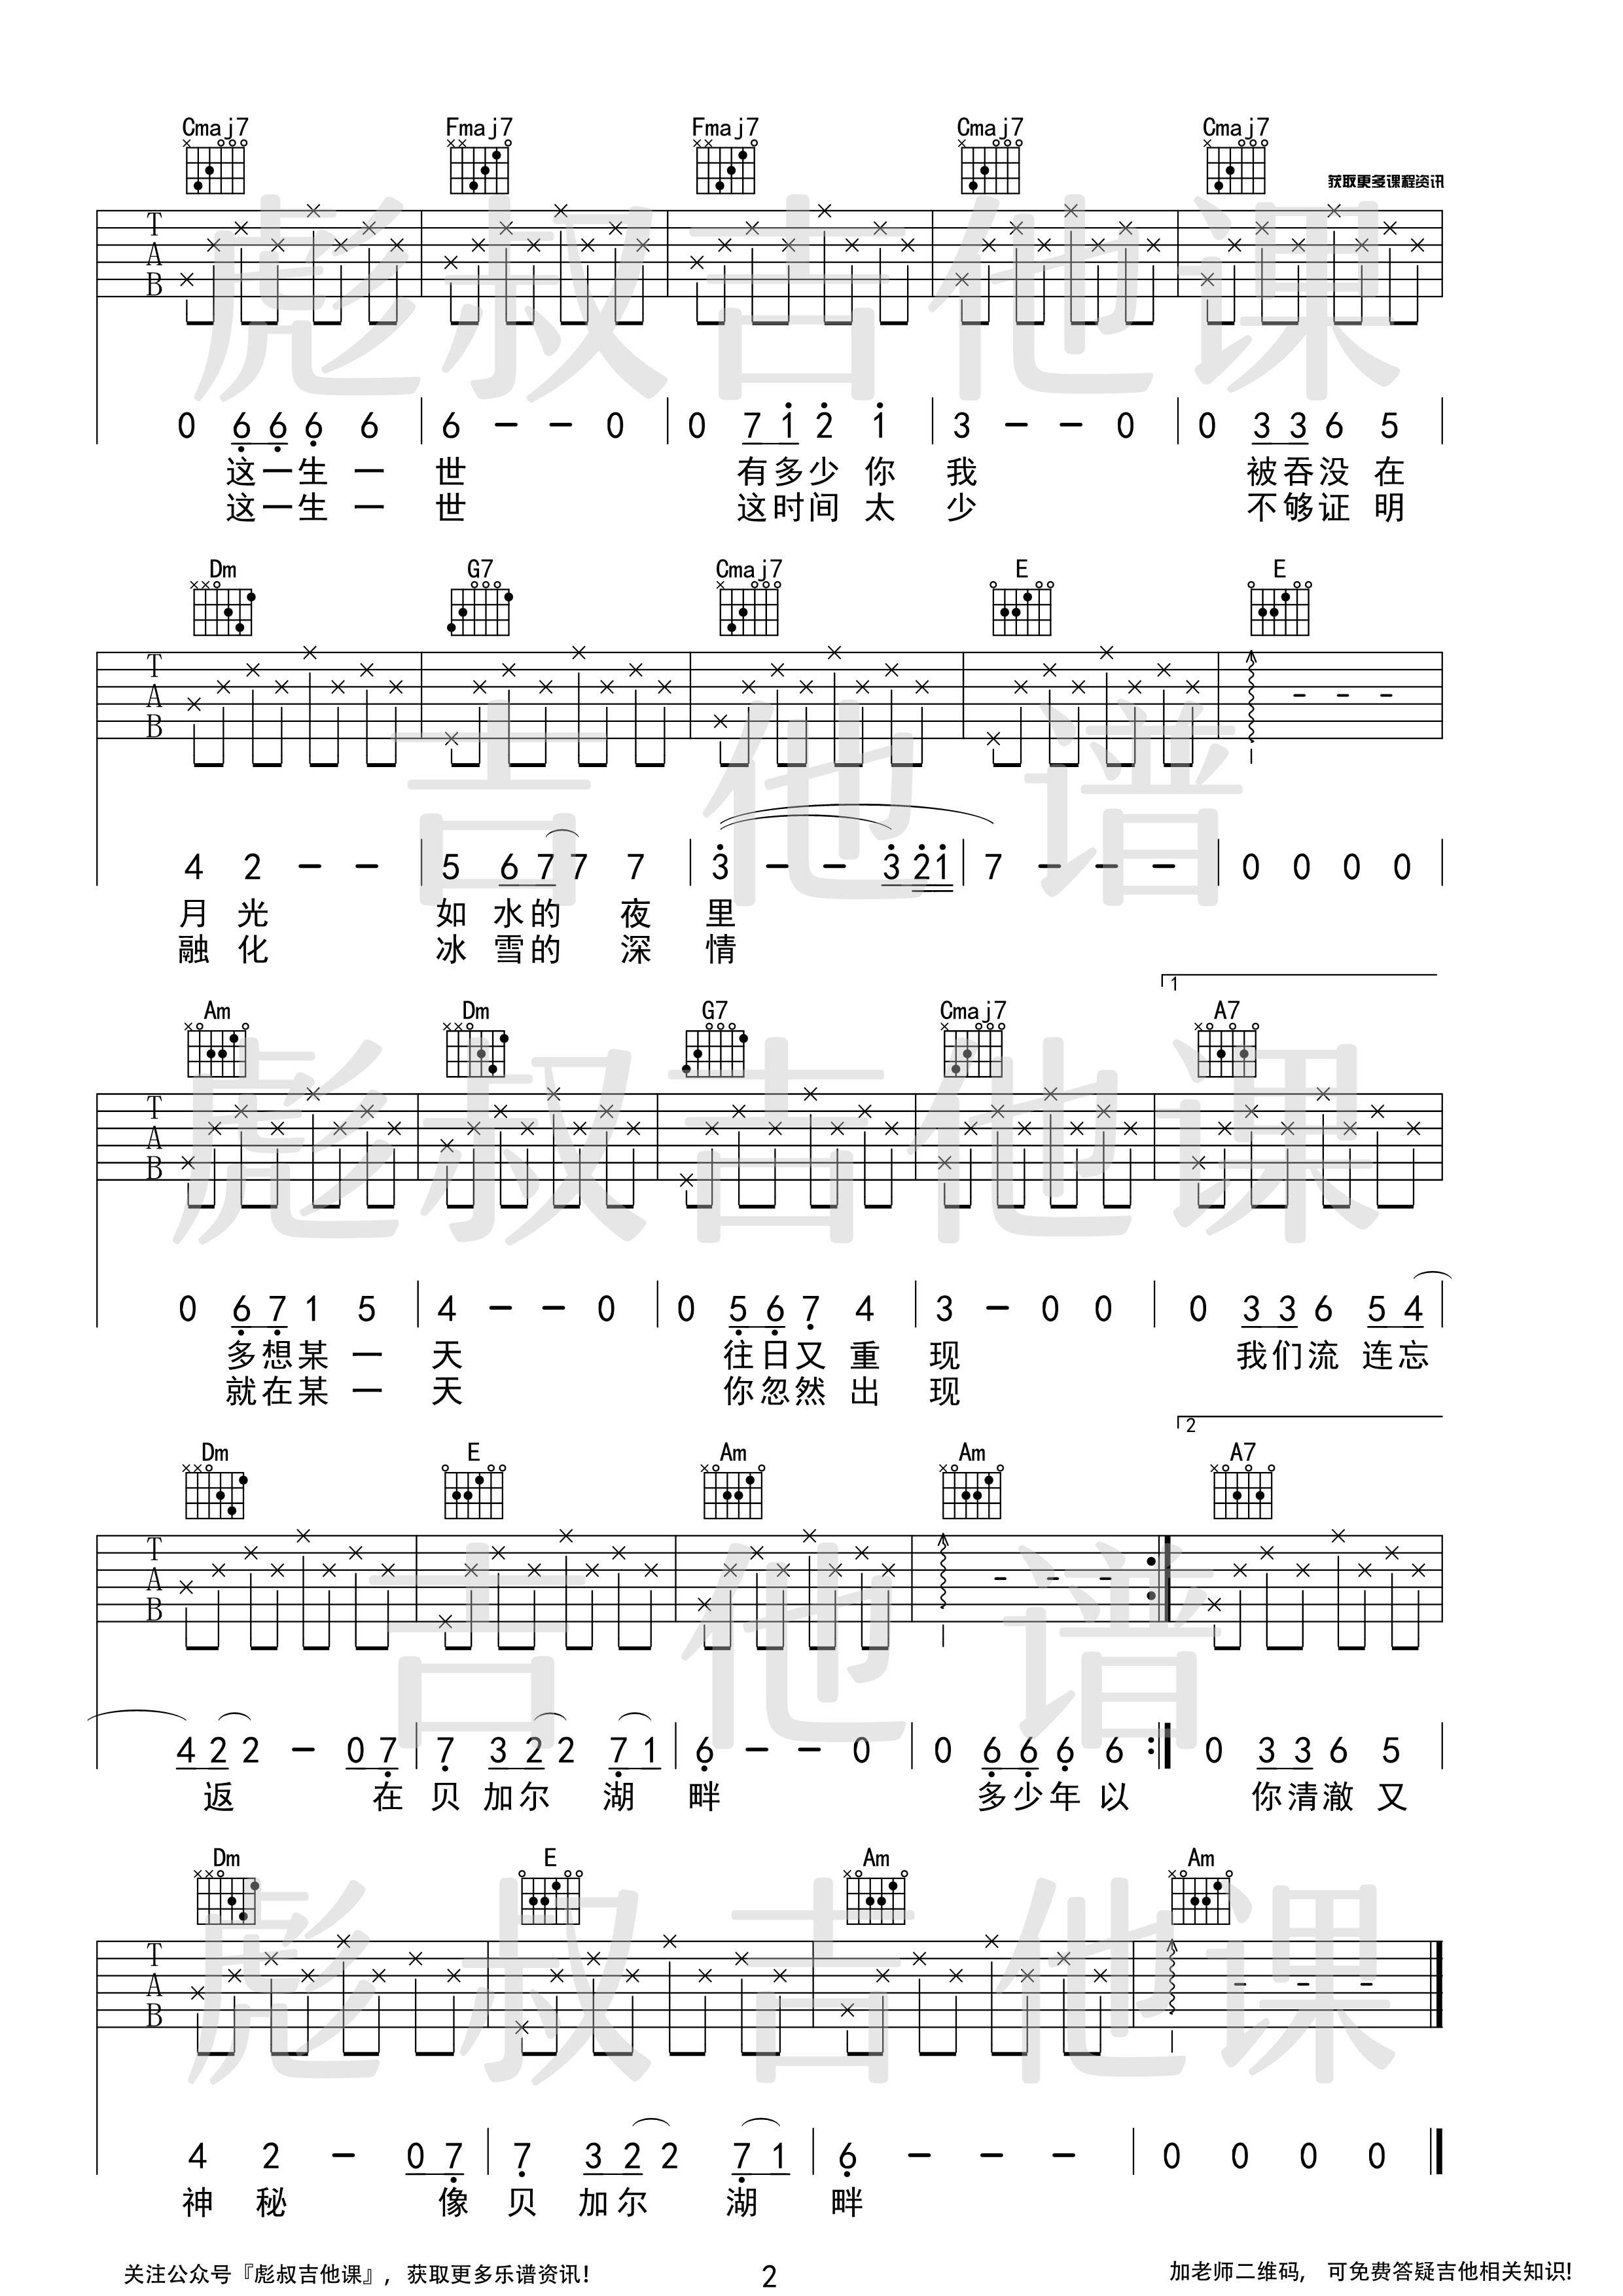 Cmaj7 Fmaj7 Fmaj7 Cmaj7 Cmaj7
获取更多课程资讯
T
A
B
0 6 6 6 6 | 6 - - 0 | 0 7 1 2 1 | 3 - - 0 | 0 3 3 6 5 |
这一生一 世 有多少你 我 被吞没在
这一生一 世 这时间太 少 不够证明
Dm G7 Cmaj7 E E
T
A
B
4 2 - - | 5 6 7 7 7 | 3 - - 3 2 1 | 7 - - - | 0 0 0 0 |
月光 如水的 夜 里
融化 冰雪的 深 情
1
Am Dm G7 Cmaj7 A7
T
A
B
0 6 7 1 5 | 4 - - 0 | 0 5 6 7 4 | 3 - 0 0 | 0 3 3 6 5 4 |
多想某一 天 往日又重 现 我们流连忘
就在某一 天 你忽然出 现
2
Dm E Am Am A7
T
A
B
4 2 2 - 0 7 | 7 3 2 2 7 1 | 6 - - 0 | 0 6 6 6 6 :| 0 3 3 6 5 |
返 在 贝 加尔 湖 畔 多少年以 你清澈又
Dm E Am Am
T
A
B
4 2 - 0 7 | 7 3 2 2 7 1 | 6 - - - | 0 0 0 0 |
神 秘 像 贝 加尔 湖 畔
关注公众号『彪叔吉他课』，获取更多乐谱资讯！ 2 加老师二维码， 可免费答疑吉他相关知识!
彪叔吉他课
吉他谱
彪叔吉他课
吉他谱
彪叔吉他课